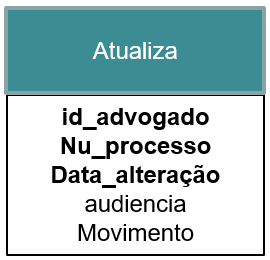 Atualiza
id_advogado
Nu_processo
Data_alteração
audiencia
Movimento